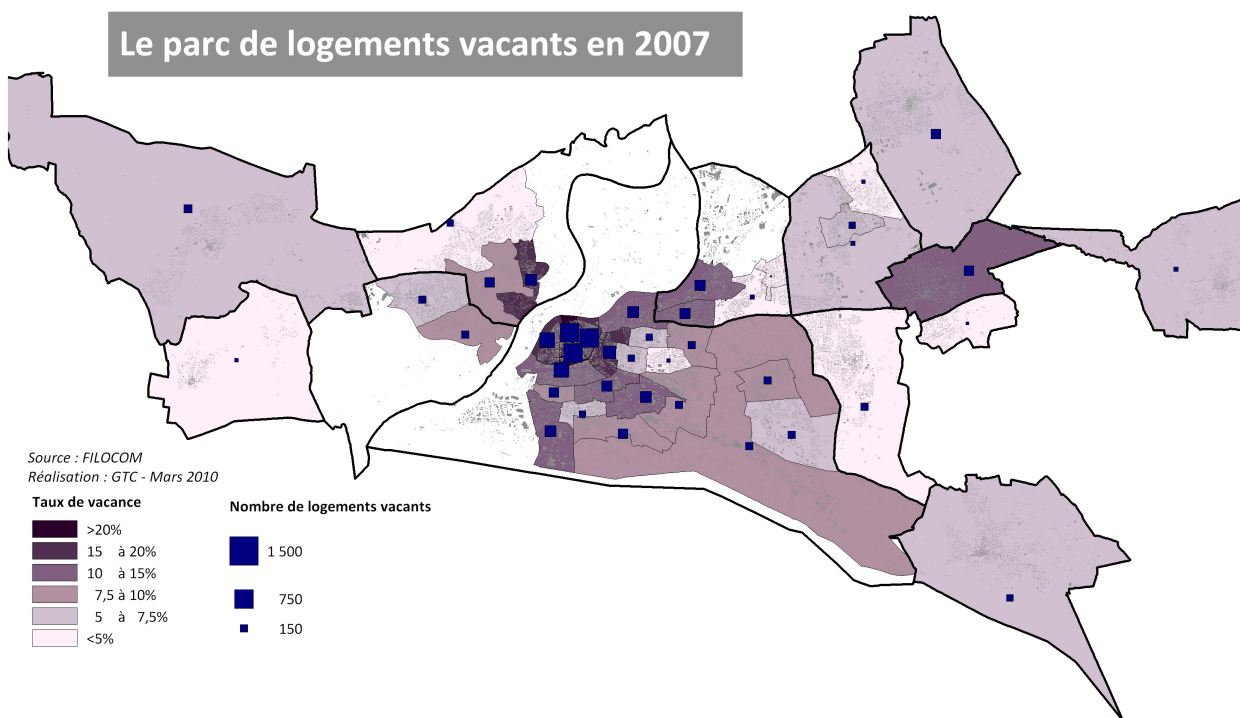 Le parc de logements vacants en 2007
Source : FILOCOM
Réalisation : GTC - Mars 2010
Taux de vacance
>20%
15 à 20%
10 à 15%
7,5 à 10%
5 à 7,5%
<5%
Nombre de logements vacants
1 500
750
150